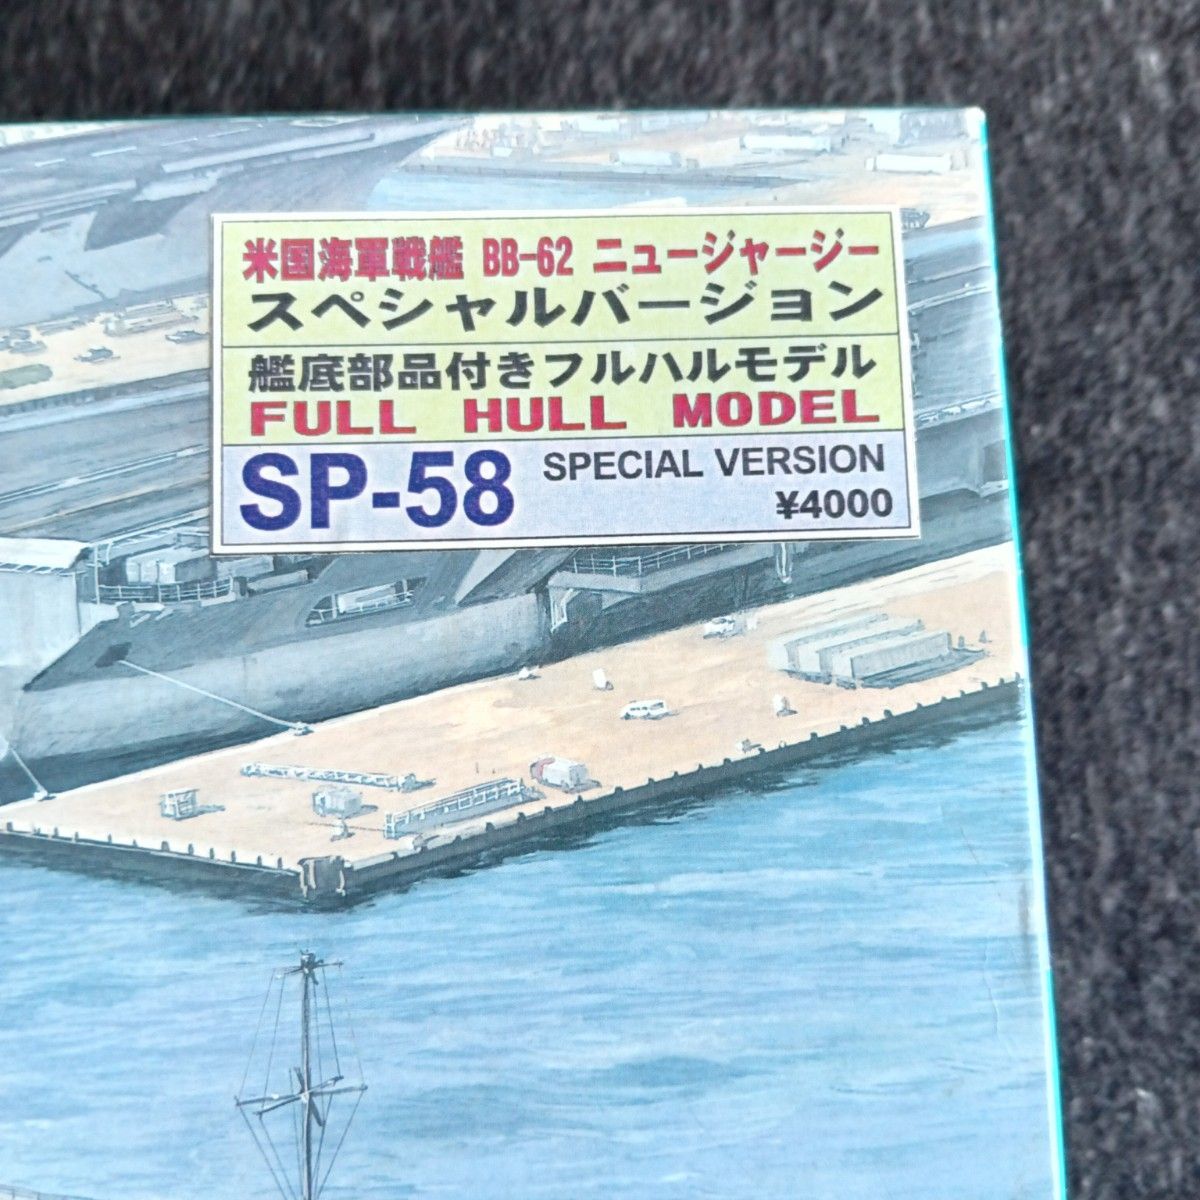 米国海軍戦艦 BB-62 ニュージャージー
スペシャルバージョン
艦底部品付きフルハルモデル
FULL HULL MODEL
SP-58 SPECIAL VERSION
¥4000